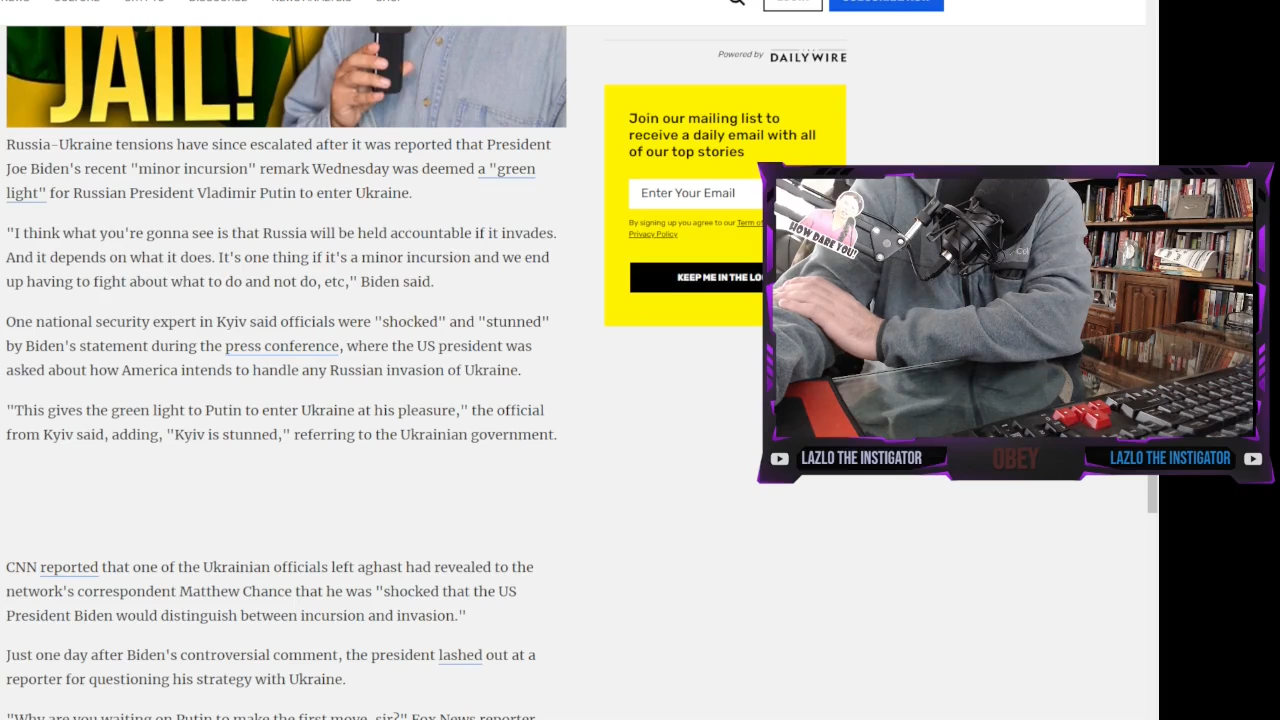 JAIL!
Russia-Ukraine tensions have since escalated after it was reported that President
Joe Biden's recent "minor incursion" remark Wednesday was deemed a "green
light" for Russian President Vladimir Putin to enter Ukraine.
"I think what you're gonna see is that Russia will be held accountable if it invades.
And it depends on what it does. It's one thing if it's a minor incursion and we end
up having to fight about what to do and not do, etc," Biden said.
One national security expert in Kyiv said officials were "shocked" and "stunned"
by Biden's statement during the press conference, where the US president was
asked about how America intends to handle any Russian invasion of Ukraine.
"This gives the green light to Putin to enter Ukraine at his pleasure," the official
from Kyiv said, adding, "Kyiv is stunned," referring to the Ukrainian government.
CNN reported that one of the Ukrainian officials left aghast had revealed to the
network's correspondent Matthew Chance that he was "shocked that the US
President Biden would distinguish between incursion and invasion."
Just one day after Biden's controversial comment, the president lashed out at a
reporter for questioning his strategy with Ukraine.
"Why are you waiting on Putin to make the first move, sir?" Fox News reporter
Powered by DAILYWIRE
Join our mailing list to
receive a daily email with all
of our top stories
Enter Your Email
By signing up you agree to our Term of
Privacy Policy
KEEP ME IN THE LO
HOW DARE YOU!
LAZLO THE INSTIGATOR
OBEY
LAZLO THE INSTIGATOR